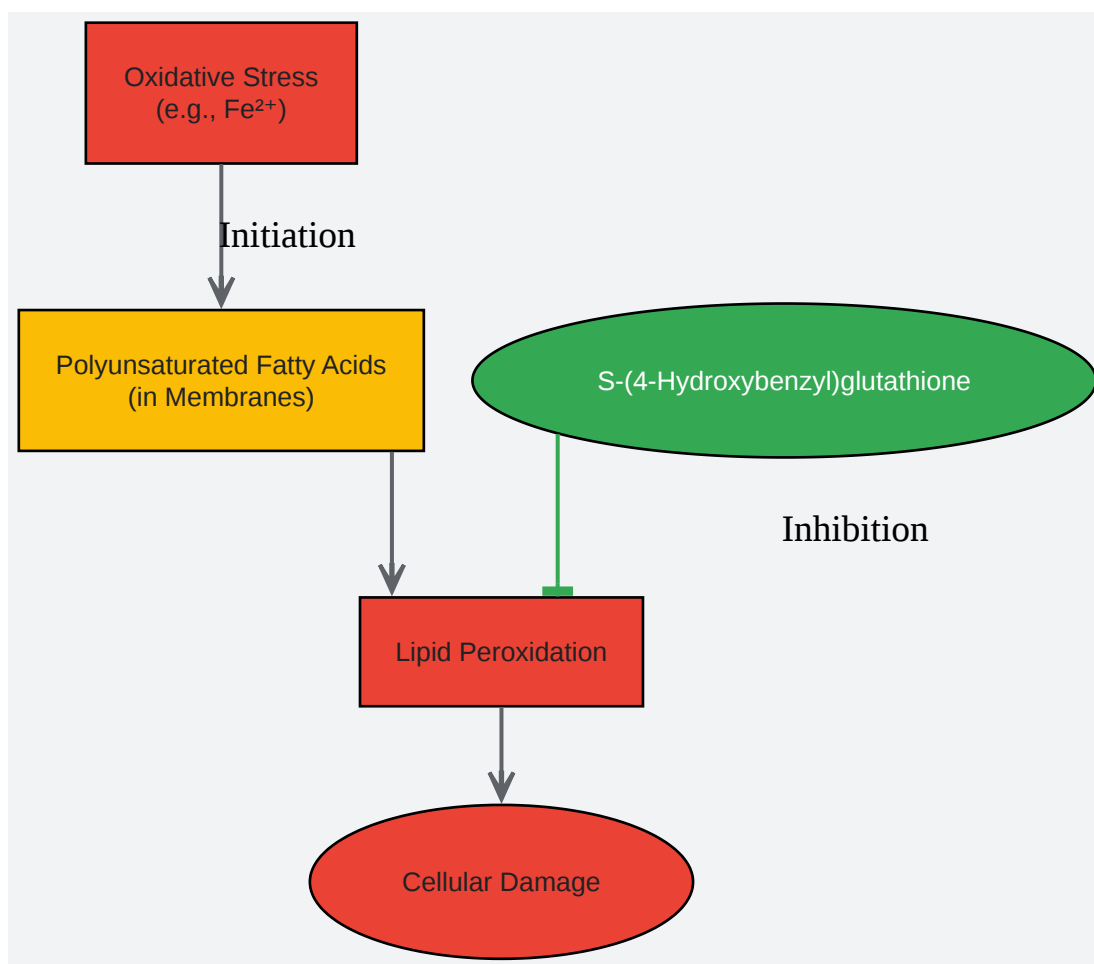 Oxidative Stress
(e.g., Fe²⁺)
Initiation
Polyunsaturated Fatty Acids
(in Membranes)
S-(4-Hydroxybenzyl)glutathione
Inhibition
Lipid Peroxidation
Cellular Damage